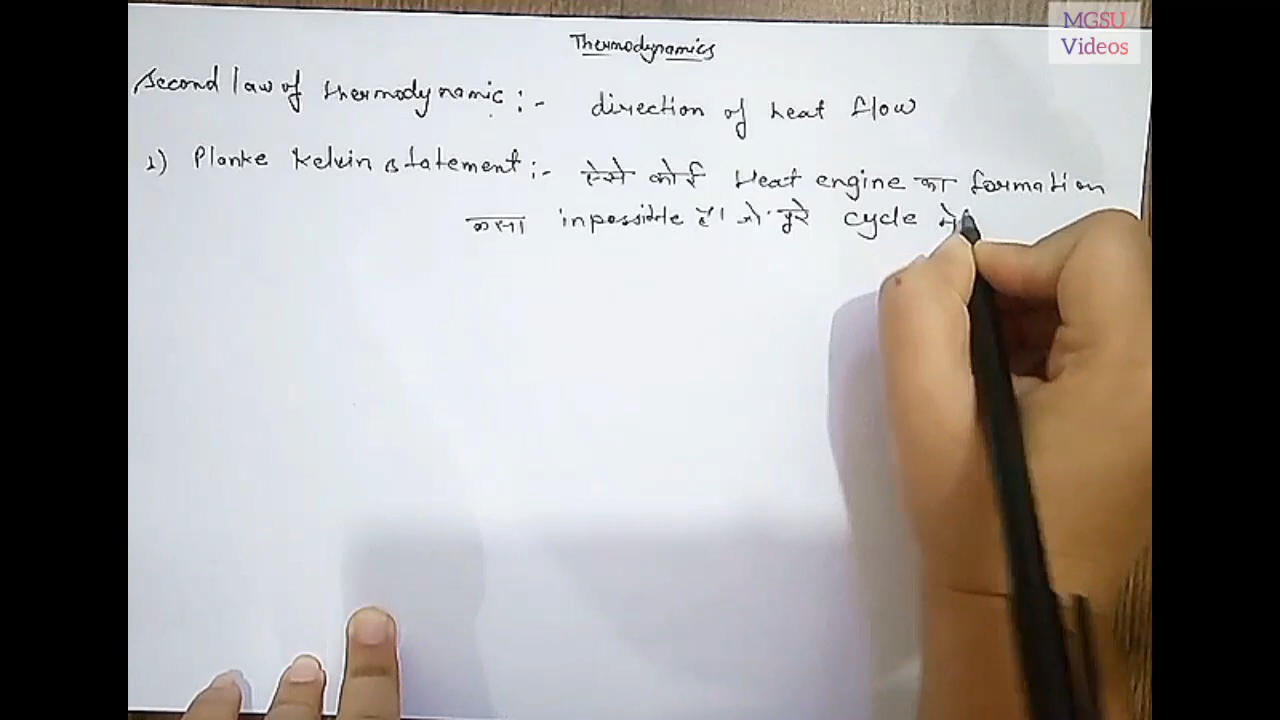 MGSU
Videos
Thermodynamics
Second law of thermodynamic :- direction of heat flow
1) Planke Kelvin statement :- ऐसे कोई Heat engine का formation
करना inpossible है। जो पुरे cycle मे